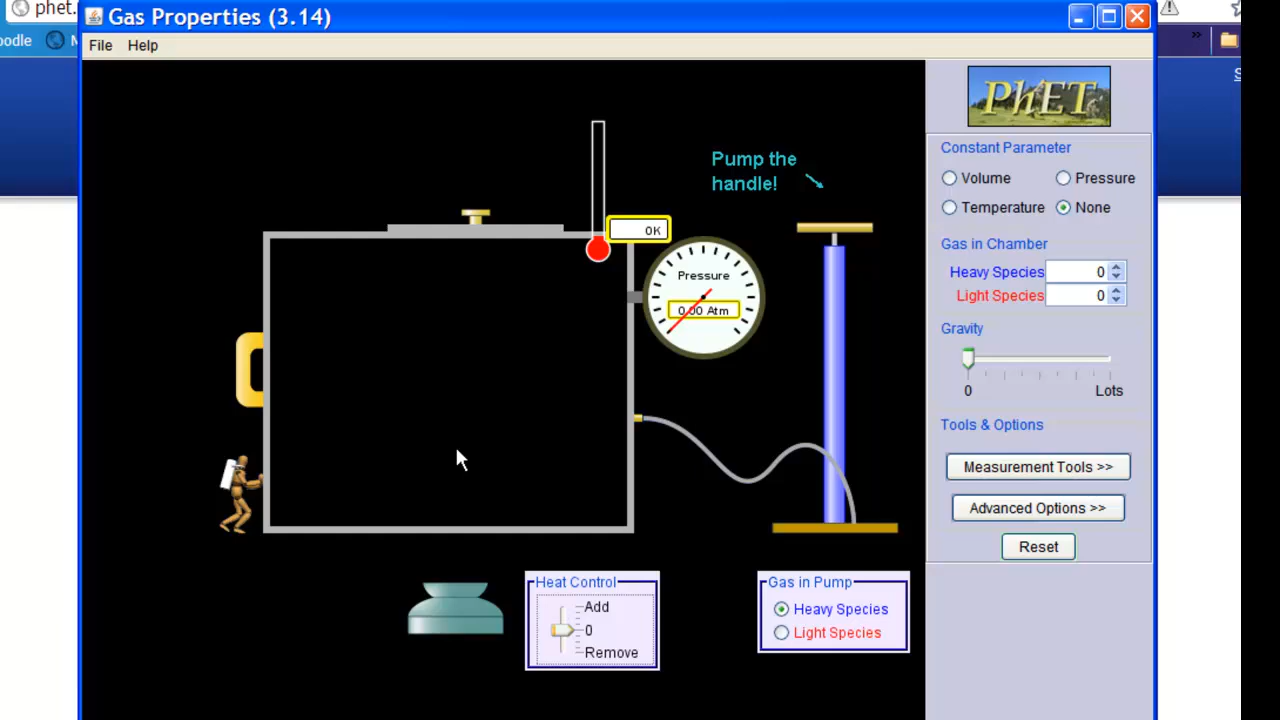 phet.
oodle
Gas Properties (3.14)
File Help
PhET
Constant Parameter
Volume Pressure
Temperature None
Gas in Chamber
Heavy Species 0
Light Species 0
Gravity
0 Lots
Tools & Options
Measurement Tools >>
Advanced Options >>
Reset
Pump the
handle!
0K
Pressure
0.00 Atm
Heat Control
Add
0
Remove
Gas in Pump
Heavy Species
Light Species